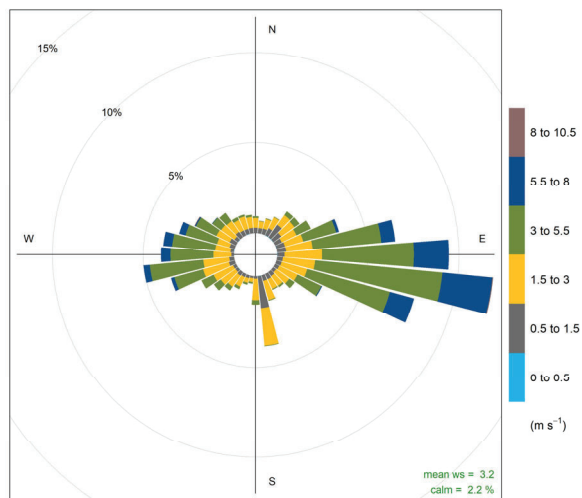 N
15%
10%
5%
W
E
S
8 to 10.5
5.5 to 8
3 to 5.5
1.5 to 3
0.5 to 1.5
0 to 0.5
(m s⁻¹)
mean ws = 3.2
calm = 2.2 %